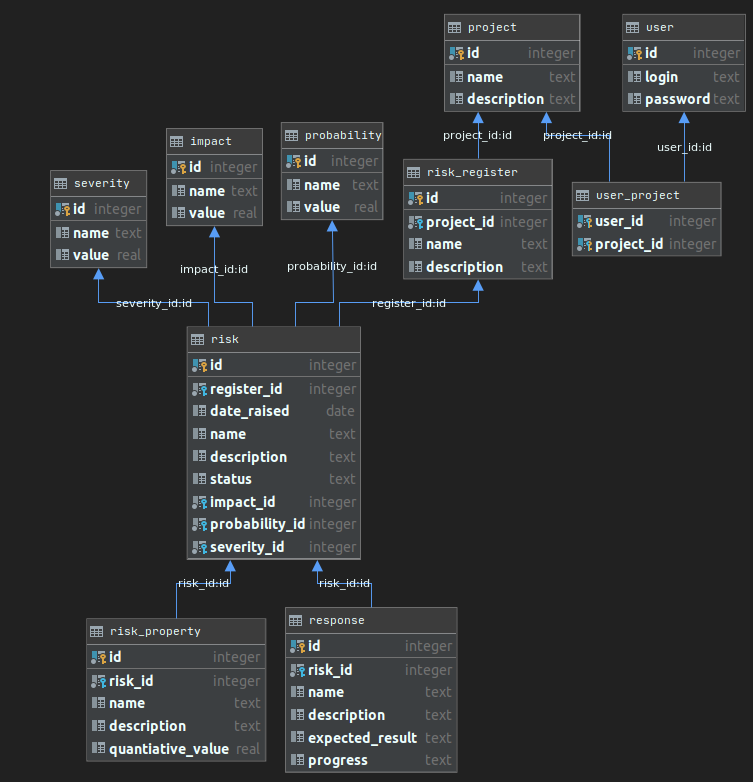 project
id integer
name text
description text
user
id integer
login text
password text
project_id:id
project_id:id
user_id:id
severity
id integer
name text
value real
impact
id integer
name text
value real
probability
id integer
name text
value real
risk_register
id integer
project_id integer
name text
description text
user_project
user_id integer
project_id integer
severity_id:id
impact_id:id
probability_id:id
register_id:id
risk
id integer
register_id integer
date_raised date
name text
description text
status text
impact_id integer
probability_id integer
severity_id integer
risk_id:id
risk_id:id
risk_property
id integer
risk_id integer
name text
description text
quantiative_value real
response
id integer
risk_id integer
name text
description text
expected_result text
progress text